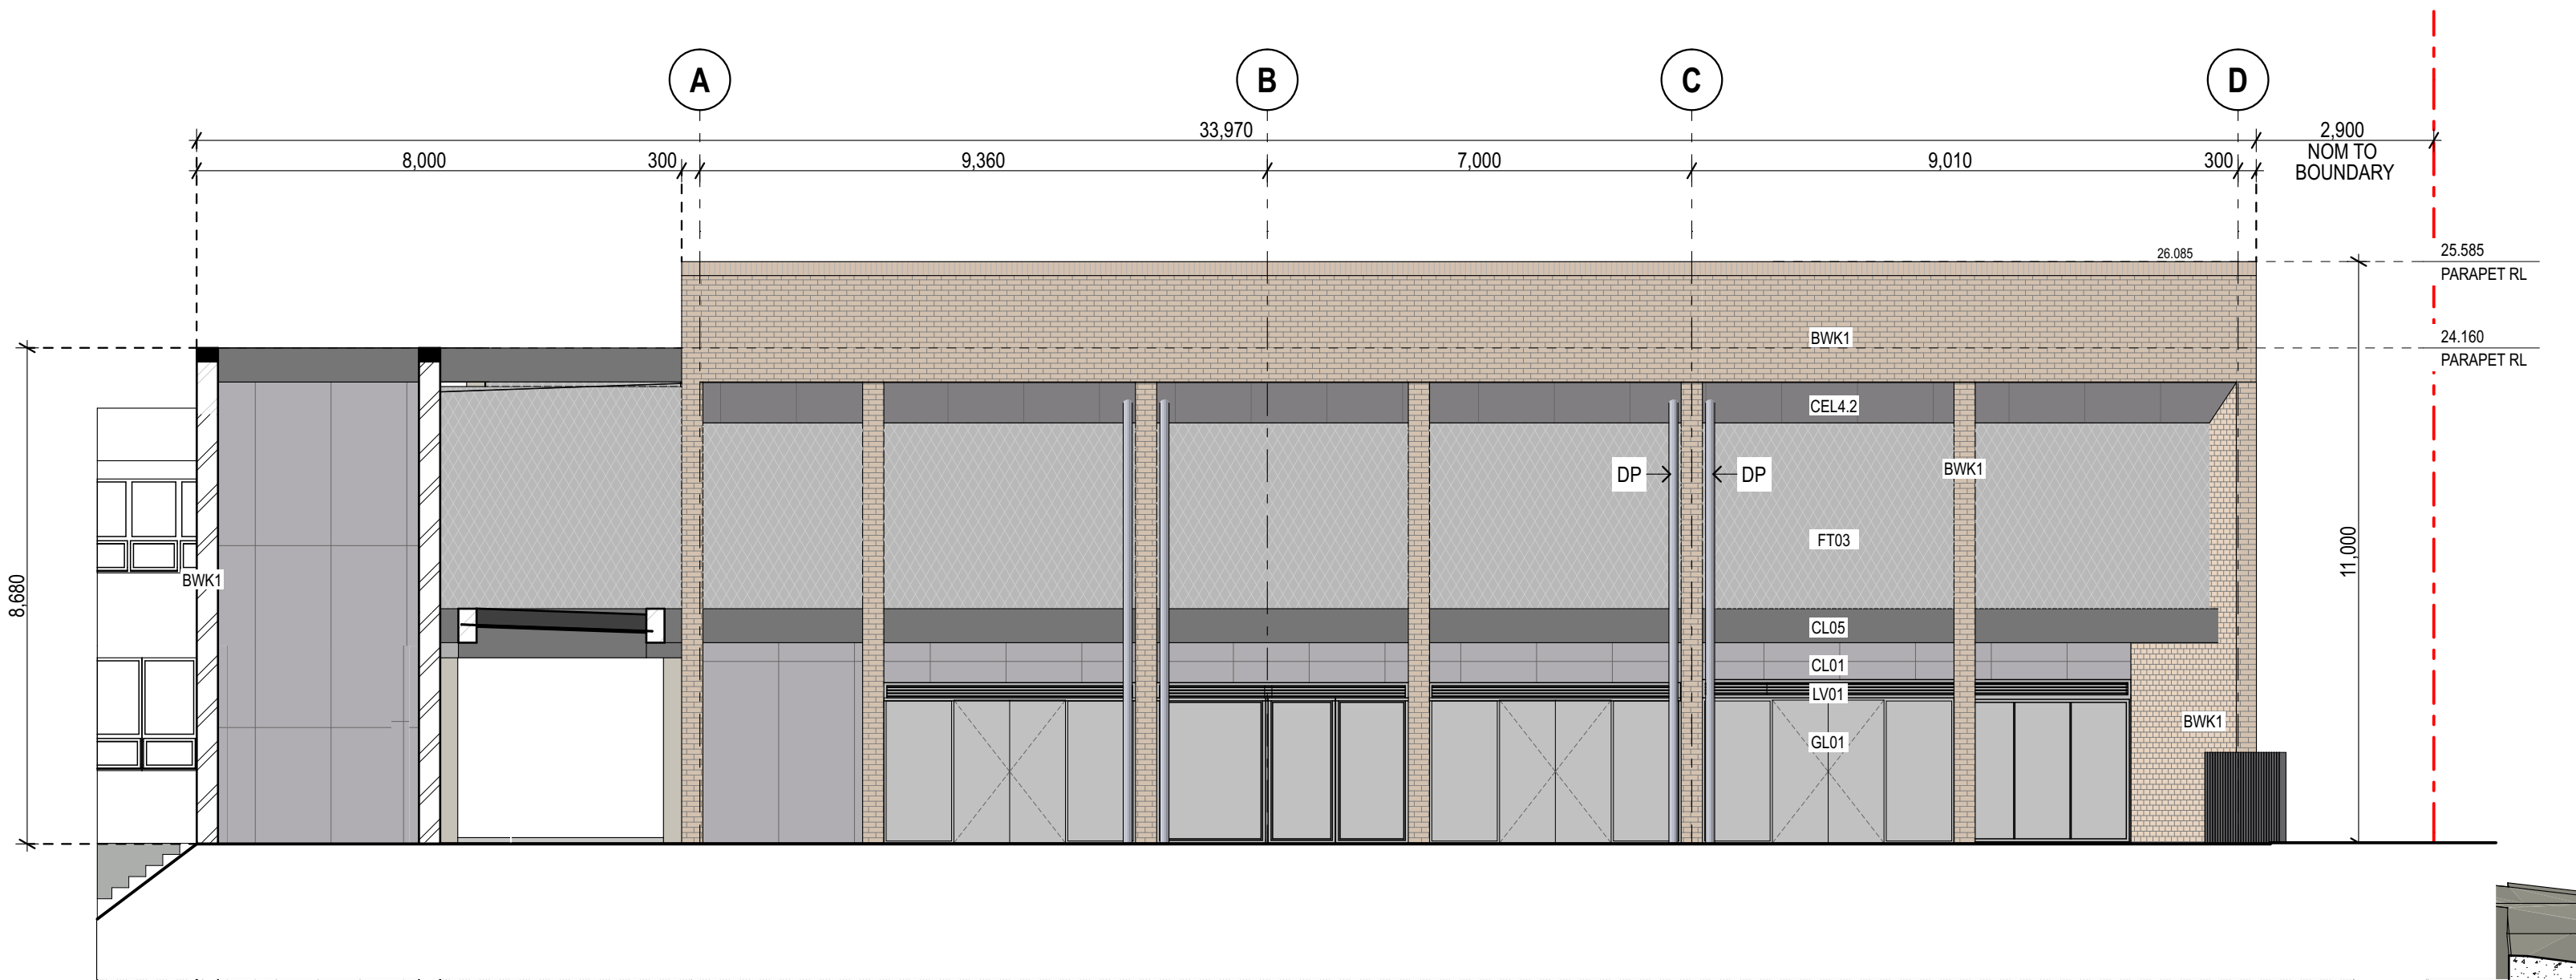 A
B
C
D
33,970
2,900
NOM TO
BOUNDARY
8,000
300
9,360
7,000
9,010
300
26.085
25.585
PARAPET RL
BWK1
24.160
PARAPET RL
CEL4.2
DP
DP
BWK1
FT03
11,000
BWK1
8,680
CL05
CL01
LV01
BWK1
GL01